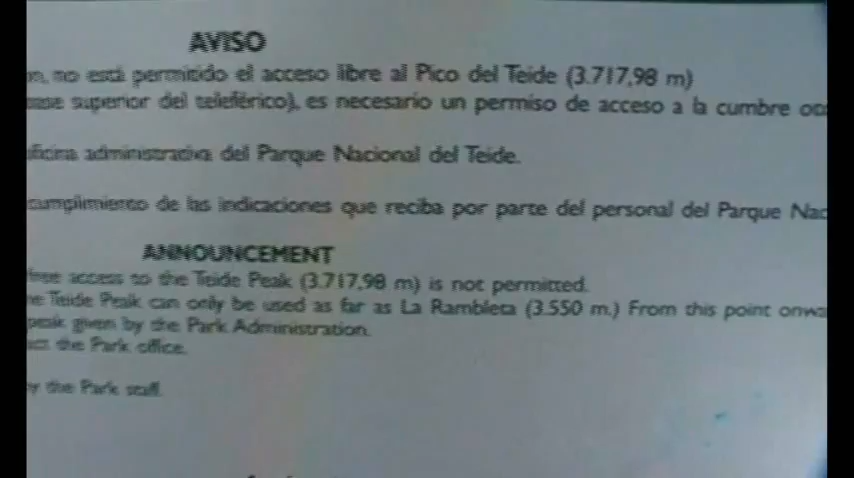 AVISO
no está permitido el acceso libre al Pico del Teide (3.717,98 m)
superior del teleférico), es necesario un permiso de acceso a la cumbre
administrativa del Parque Nacional del Teide.
de las indicaciones que reciba por parte del personal del Parque
ANNOUNCEMENT
free access to the Teide Peak (3.717,98 m) is not permitted.
Teide Peak can only be used as far as La Rambleta (3.550 m.) From this point
peak given by the Park Administration.
the Park office.
by the Park staff.